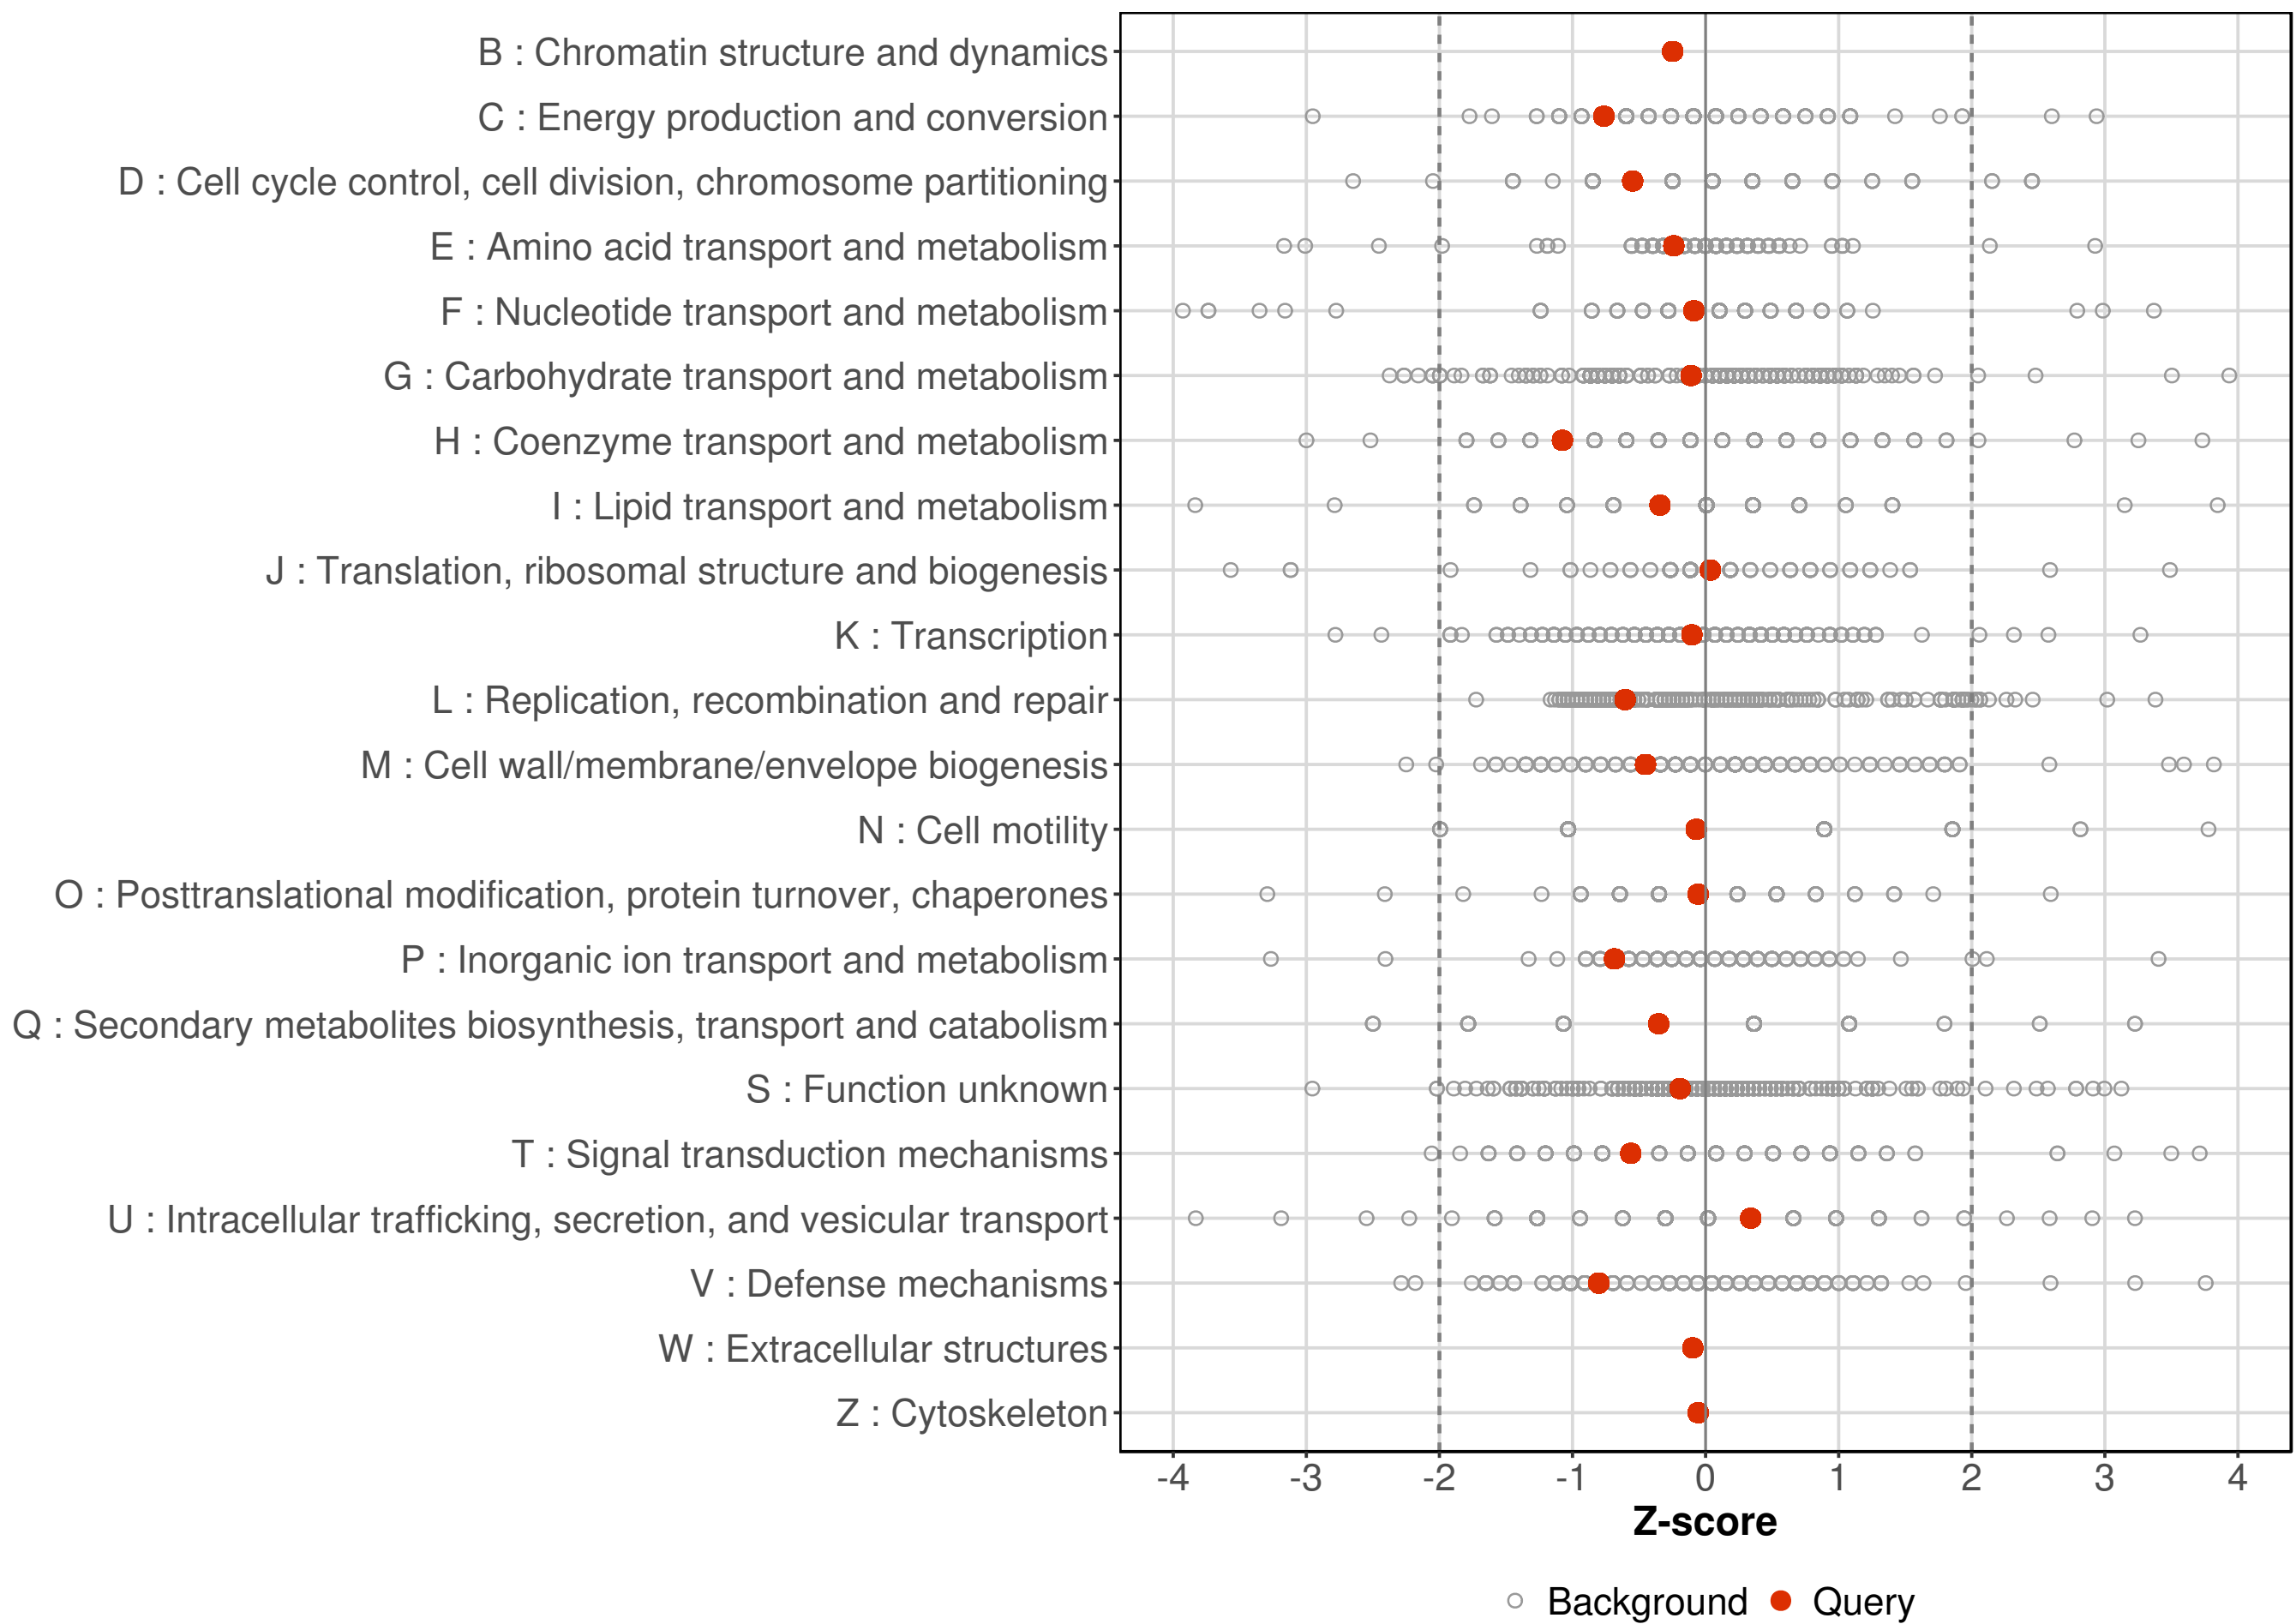 B : Chromatin structure and dynamics
C : Energy production and conversion
D : Cell cycle control, cell division, chromosome partitioning
E : Amino acid transport and metabolism
F : Nucleotide transport and metabolism
G : Carbohydrate transport and metabolism
H : Coenzyme transport and metabolism
I : Lipid transport and metabolism
J : Translation, ribosomal structure and biogenesis
K : Transcription
L : Replication, recombination and repair
M : Cell wall/membrane/envelope biogenesis
N : Cell motility
O : Posttranslational modification, protein turnover, chaperones
P : Inorganic ion transport and metabolism
Q : Secondary metabolites biosynthesis, transport and catabolism
S : Function unknown
T : Signal transduction mechanisms
U : Intracellular trafficking, secretion, and vesicular transport
V : Defense mechanisms
W : Extracellular structures
Z : Cytoskeleton
-4 -3 -2 -1 0 1 2 3 4
Z-score
Background Query